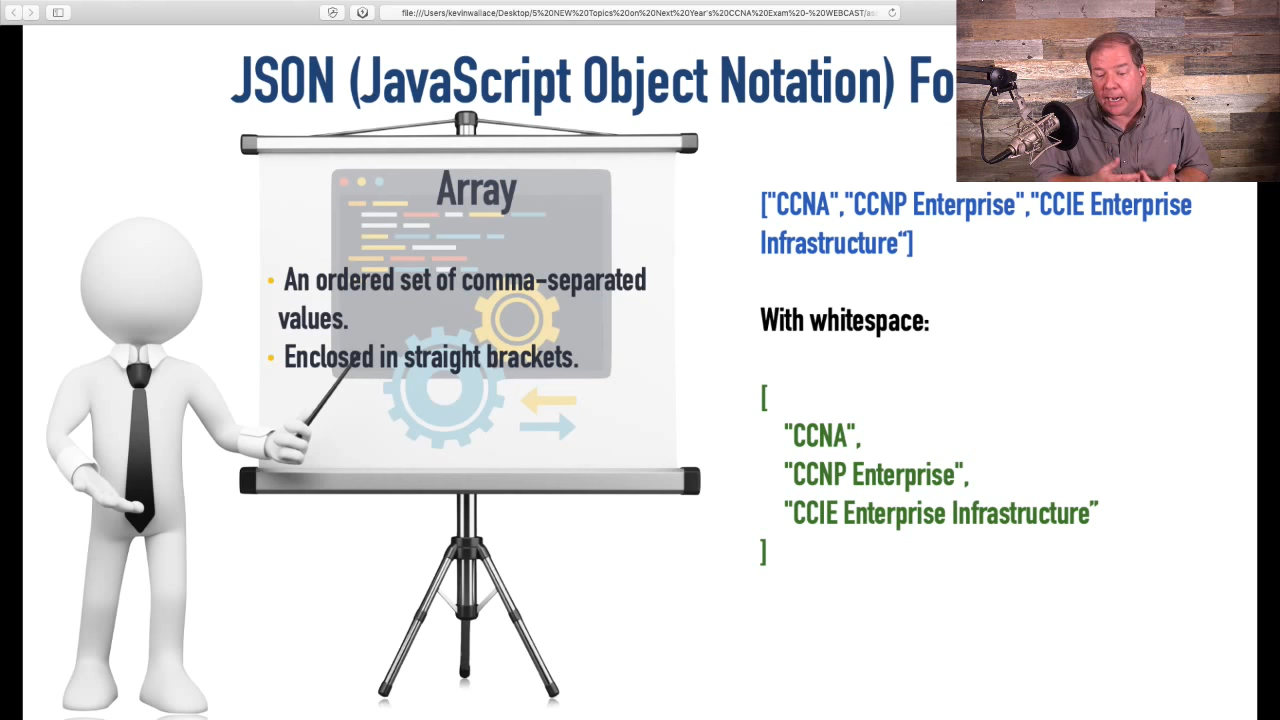 file:///Users/kevinwallace/Desktop/5%20NEW%20Topics%20on%20Next%20Year's%20CCNA%20Exam%20-%20WEBCAST/as
JSON (JavaScript Object Notation) Fo
Array
• An ordered set of comma-separated
values.
• Enclosed in straight brackets.
["CCNA","CCNP Enterprise","CCIE Enterprise
Infrastructure“]
With whitespace:
[
"CCNA",
"CCNP Enterprise",
"CCIE Enterprise Infrastructure”
]